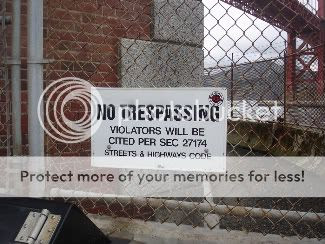 NO TRESPASSING
VIOLATORS WILL BE
CITED PER SEC 27174
STREETS & HIGHWAYS CODE
photobucket
Protect more of your memories for less!